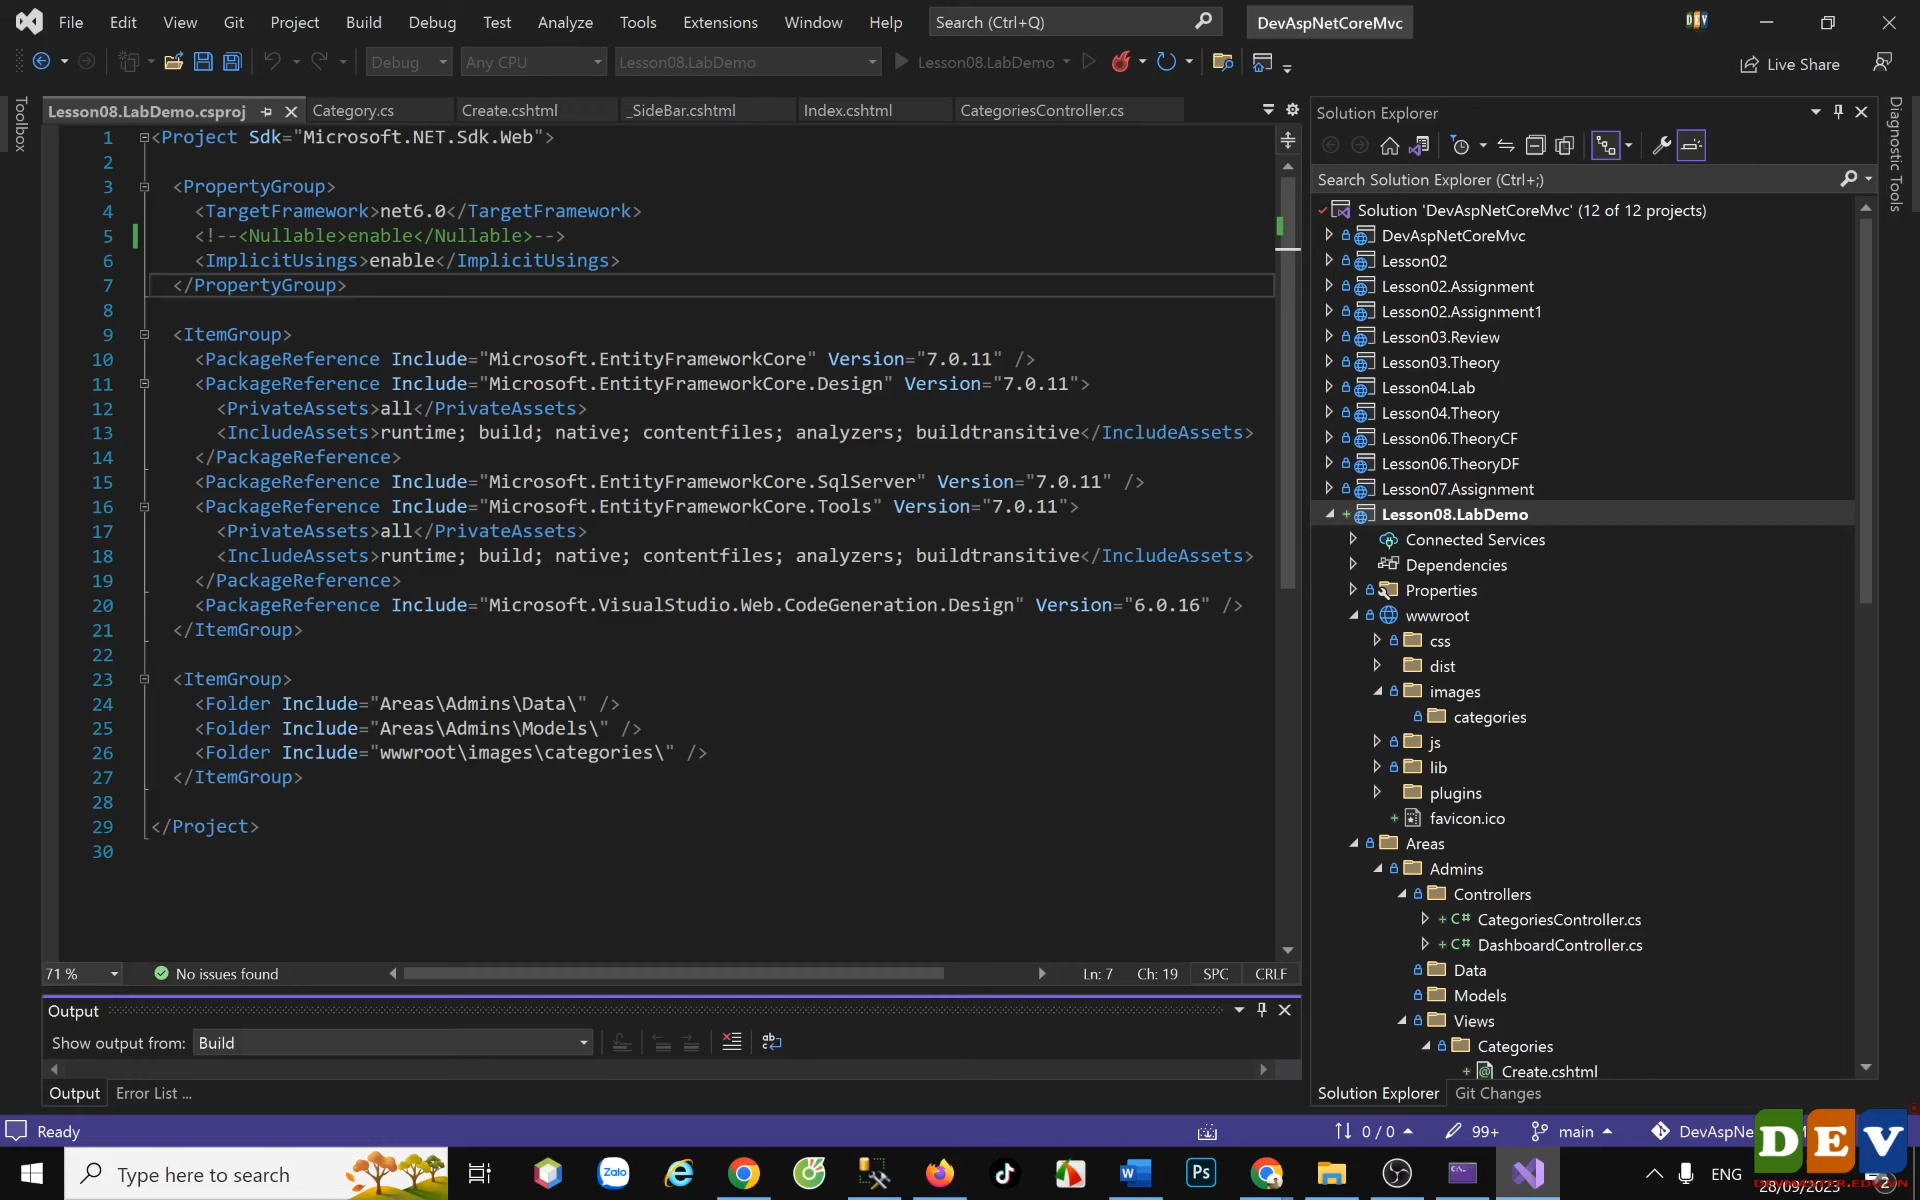 File Edit View Git Project Build Debug Test Analyze Tools Extensions Window Help Search (Ctrl+Q) DevAspNetCoreMvc
Debug Any CPU Lesson08.LabDemo Lesson08.LabDemo Live Share
Toolbox
Lesson08.LabDemo.csproj Category.cs Create.cshtml _SideBar.cshtml Index.cshtml CategoriesController.cs
1 <Project Sdk="Microsoft.NET.Sdk.Web">
2
3 <PropertyGroup>
4 <TargetFramework>net6.0</TargetFramework>
5 <!--<Nullable>enable</Nullable>-->
6 <ImplicitUsings>enable</ImplicitUsings>
7 </PropertyGroup>
8
9 <ItemGroup>
10 <PackageReference Include="Microsoft.EntityFrameworkCore" Version="7.0.11" />
11 <PackageReference Include="Microsoft.EntityFrameworkCore.Design" Version="7.0.11">
12 <PrivateAssets>all</PrivateAssets>
13 <IncludeAssets>runtime; build; native; contentfiles; analyzers; buildtransitive</IncludeAssets>
14 </PackageReference>
15 <PackageReference Include="Microsoft.EntityFrameworkCore.SqlServer" Version="7.0.11" />
16 <PackageReference Include="Microsoft.EntityFrameworkCore.Tools" Version="7.0.11">
17 <PrivateAssets>all</PrivateAssets>
18 <IncludeAssets>runtime; build; native; contentfiles; analyzers; buildtransitive</IncludeAssets>
19 </PackageReference>
20 <PackageReference Include="Microsoft.VisualStudio.Web.CodeGeneration.Design" Version="6.0.16" />
21 </ItemGroup>
22
23 <ItemGroup>
24 <Folder Include="Areas\Admins\Data\" />
25 <Folder Include="Areas\Admins\Models\" />
26 <Folder Include="wwwroot\images\categories\" />
27 </ItemGroup>
28
29 </Project>
30
71 % No issues found Ln: 7 Ch: 19 SPC CRLF
Output
Show output from: Build
Output Error List ...
Solution Explorer
Search Solution Explorer (Ctrl+;)
Solution 'DevAspNetCoreMvc' (12 of 12 projects)
DevAspNetCoreMvc
Lesson02
Lesson02.Assignment
Lesson02.Assignment1
Lesson03.Review
Lesson03.Theory
Lesson04.Lab
Lesson04.Theory
Lesson06.TheoryCF
Lesson06.TheoryDF
Lesson07.Assignment
Lesson08.LabDemo
Connected Services
Dependencies
Properties
wwwroot
css
dist
images
categories
js
lib
plugins
favicon.ico
Areas
Admins
Controllers
C# CategoriesController.cs
C# DashboardController.cs
Data
Models
Views
Categories
Create.cshtml
Solution Explorer Git Changes
Diagnostic Tools
Ready 0 / 0 99+ main DevAspNe
Type here to search Zalo Ps ENG
28/09/2023 2
DEV
DEVMASTER.EDU.VN